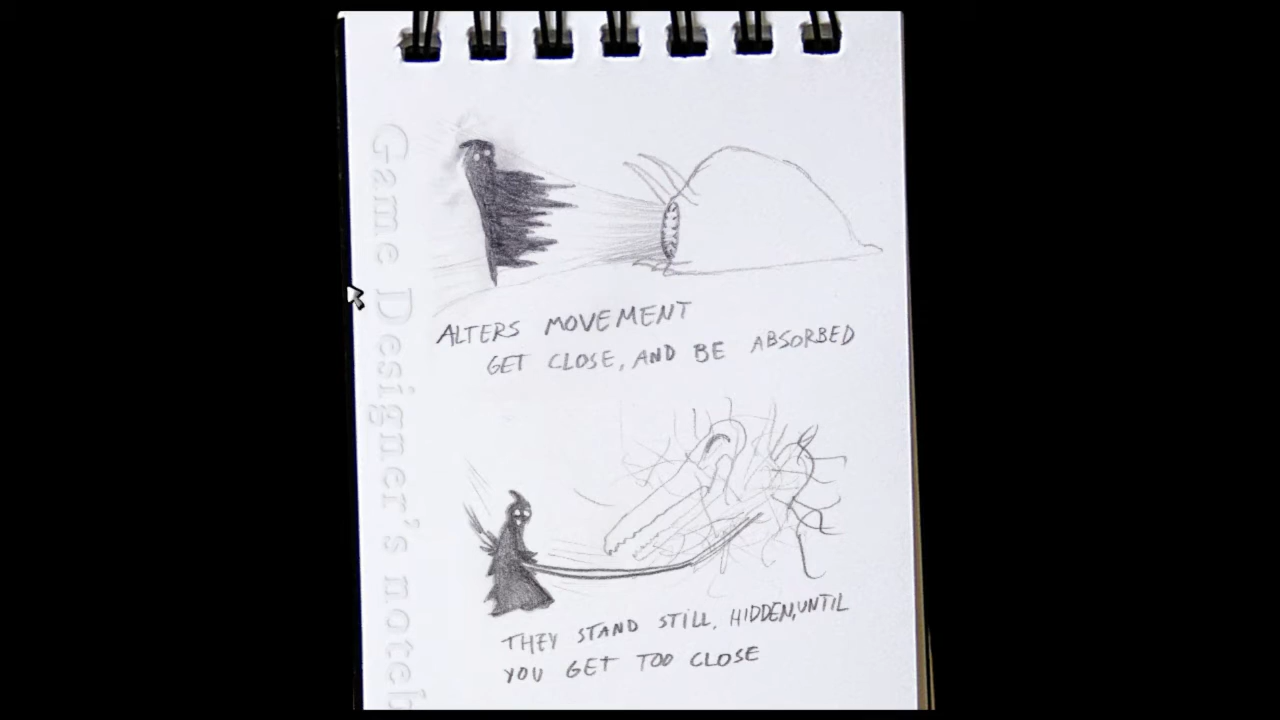 Game Designer's noteb
ALTERS MOVEMENT
GET CLOSE, AND BE ABSORBED
THEY STAND STILL, HIDDEN, UNTIL
YOU GET TOO CLOSE